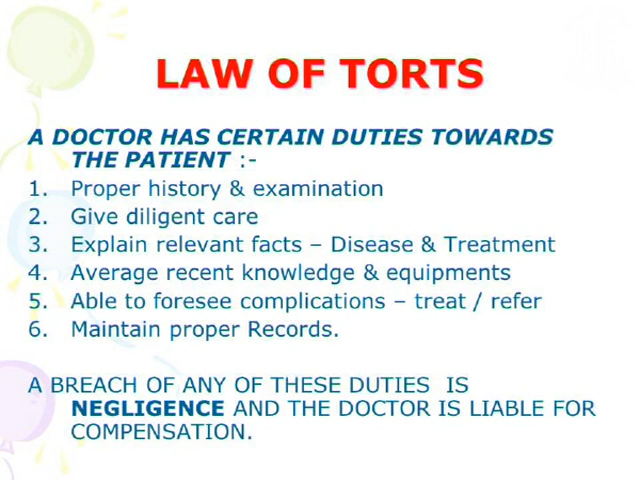 LAW OF TORTS
A DOCTOR HAS CERTAIN DUTIES TOWARDS
THE PATIENT :-
1. Proper history & examination
2. Give diligent care
3. Explain relevant facts – Disease & Treatment
4. Average recent knowledge & equipments
5. Able to foresee complications – treat / refer
6. Maintain proper Records.
A BREACH OF ANY OF THESE DUTIES IS
NEGLIGENCE AND THE DOCTOR IS LIABLE FOR
COMPENSATION.